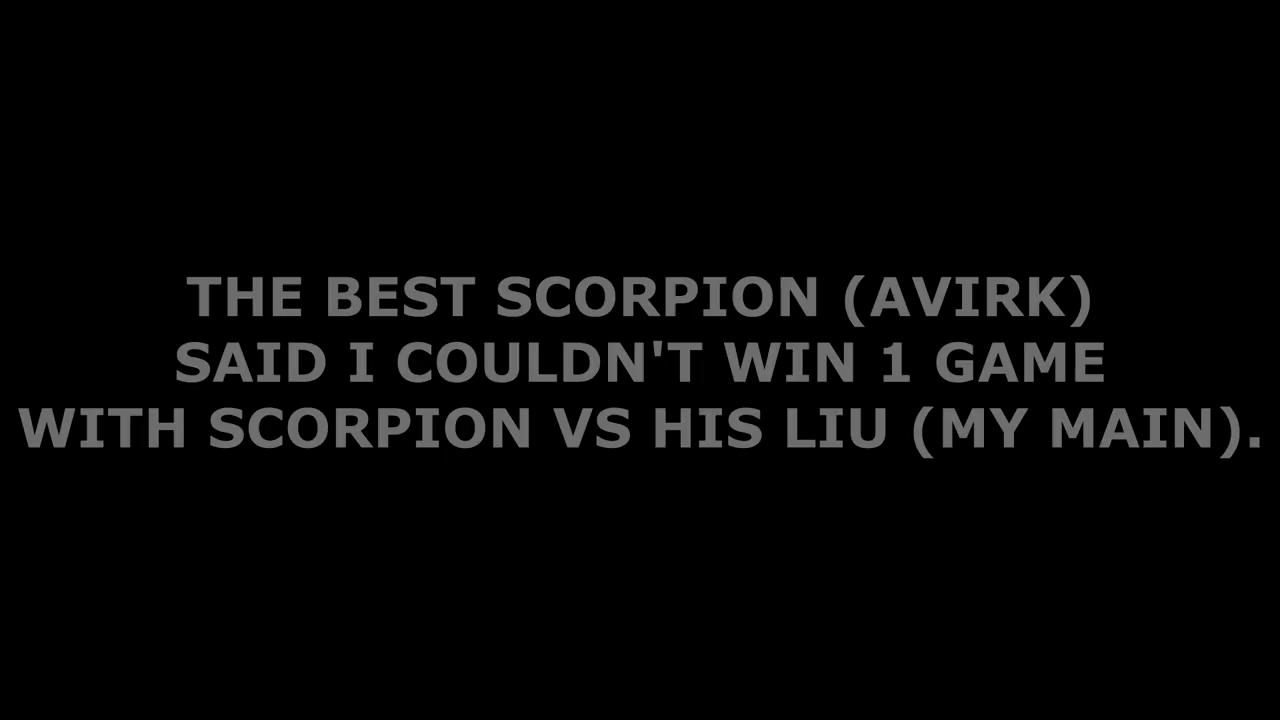 THE BEST SCORPION (AVIRK)
SAID I COULDN'T WIN 1 GAME
WITH SCORPION VS HIS LIU (MY MAIN).